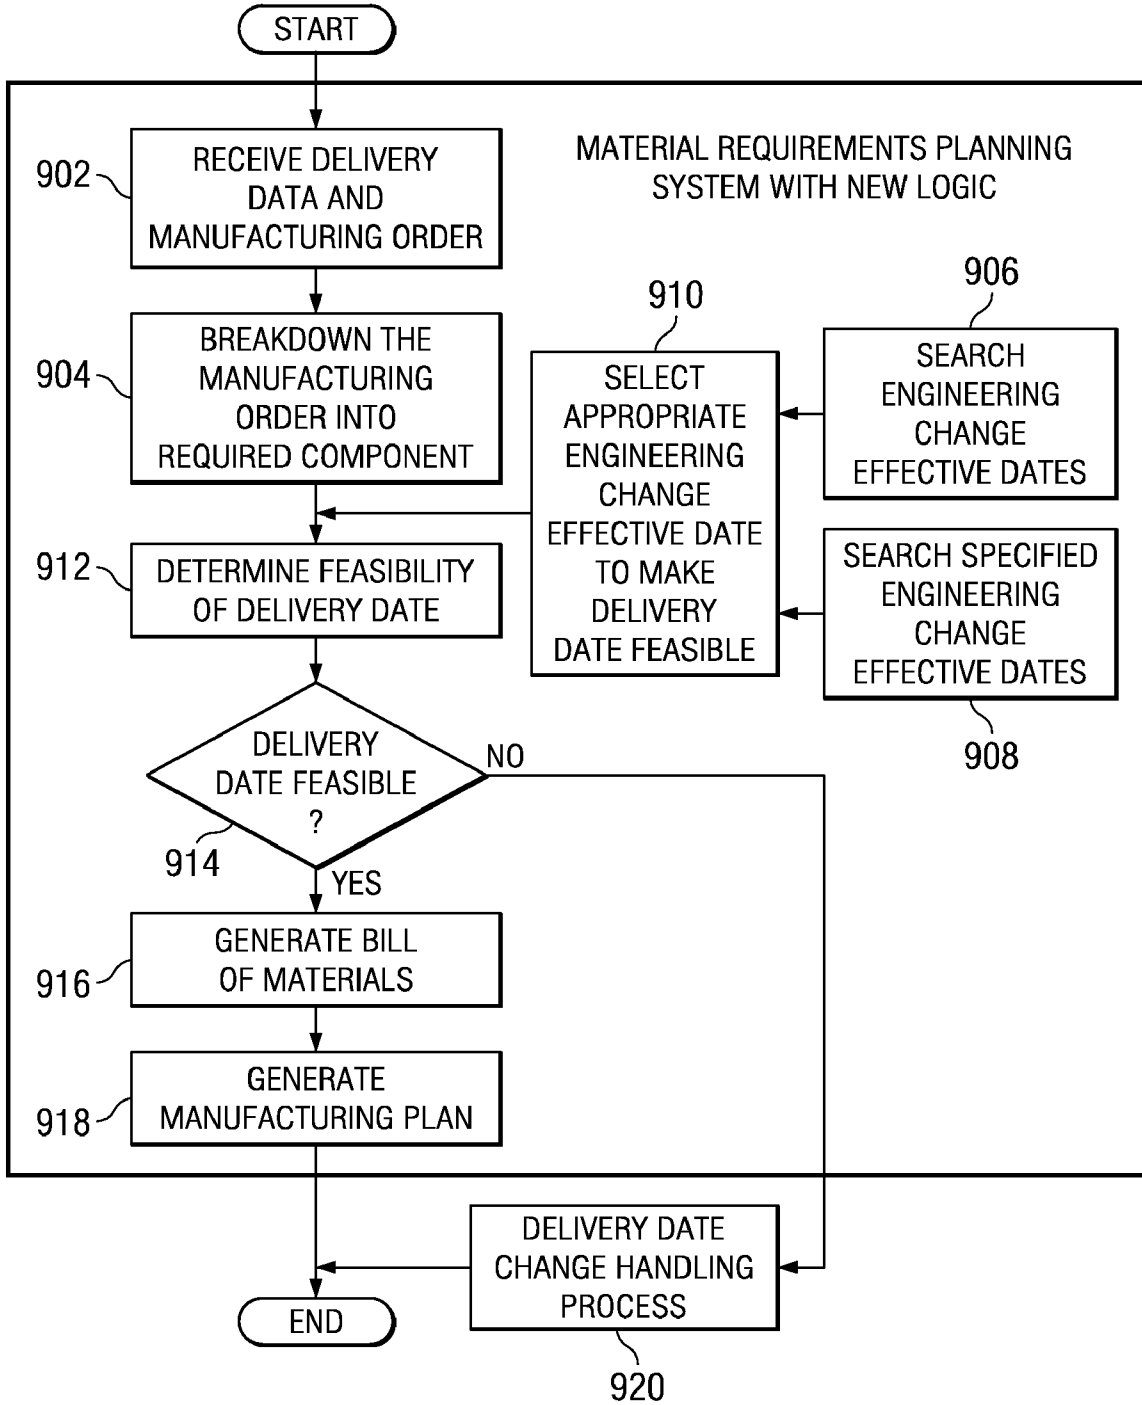 START
MATERIAL REQUIREMENTS PLANNING
SYSTEM WITH NEW LOGIC
902
RECEIVE DELIVERY
DATA AND
MANUFACTURING ORDER
904
BREAKDOWN THE
MANUFACTURING
ORDER INTO
REQUIRED COMPONENT
910
SELECT
APPROPRIATE
ENGINEERING
CHANGE
EFFECTIVE DATE
TO MAKE
DELIVERY
DATE FEASIBLE
906
SEARCH
ENGINEERING
CHANGE
EFFECTIVE DATES
SEARCH SPECIFIED
ENGINEERING
CHANGE
EFFECTIVE DATES
908
912
DETERMINE FEASIBILITY
OF DELIVERY DATE
DELIVERY
DATE FEASIBLE
?
914
NO
YES
916
GENERATE BILL
OF MATERIALS
918
GENERATE
MANUFACTURING PLAN
DELIVERY DATE
CHANGE HANDLING
PROCESS
920
END